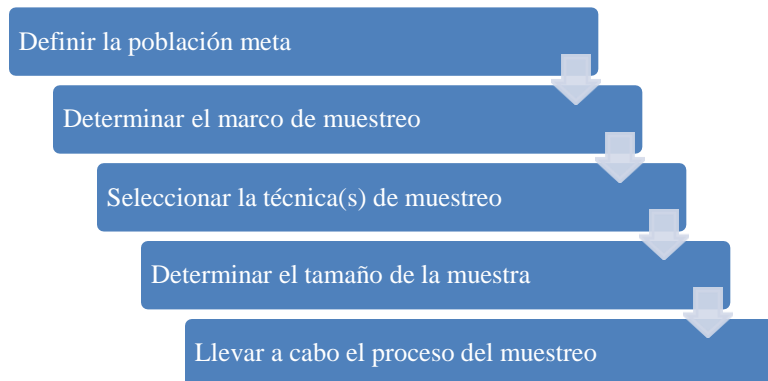 Definir la población meta
Determinar el marco de muestreo
Seleccionar la técnica(s) de muestreo
Determinar el tamaño de la muestra
Llevar a cabo el proceso del muestreo